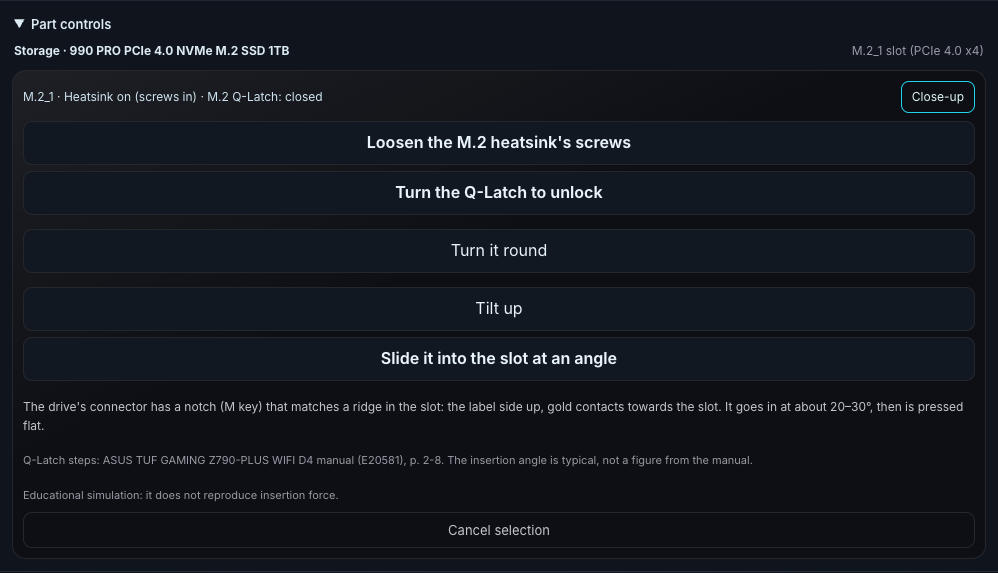 ▼ Part controls
Storage · 990 PRO PCIe 4.0 NVMe M.2 SSD 1TB
M.2_1 slot (PCIe 4.0 x4)
M.2_1 · Heatsink on (screws in) · M.2 Q-Latch: closed
Close-up
Loosen the M.2 heatsink's screws
Turn the Q-Latch to unlock
Turn it round
Tilt up
Slide it into the slot at an angle
The drive's connector has a notch (M key) that matches a ridge in the slot: the label side up, gold contacts towards the slot. It goes in at about 20–30°, then is pressed
flat.
Q-Latch steps: ASUS TUF GAMING Z790-PLUS WIFI D4 manual (E20581), p. 2-8. The insertion angle is typical, not a figure from the manual.
Educational simulation: it does not reproduce insertion force.
Cancel selection